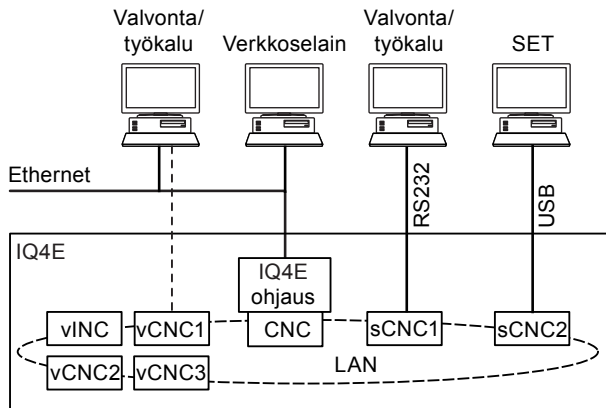 Valvonta/
työkalu
Verkkoselain
Valvonta/
työkalu
SET
Ethernet
RS232
USB
IQ4E
IQ4E
ohjaus
vINC
vCNC1
CNC
sCNC1
sCNC2
LAN
vCNC2
vCNC3